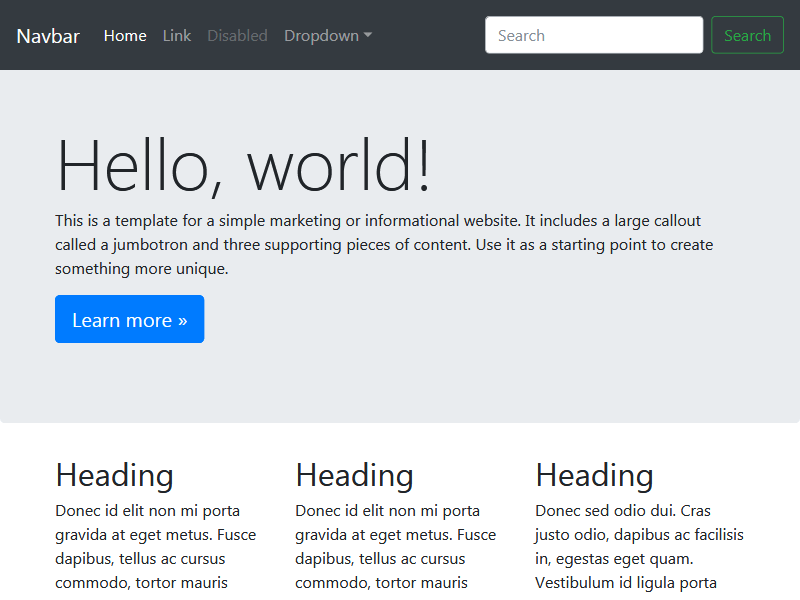 Navbar Home Link Disabled Dropdown Search Search
Hello, world!
This is a template for a simple marketing or informational website. It includes a large callout
called a jumbotron and three supporting pieces of content. Use it as a starting point to create
something more unique.
Learn more »
Heading
Donec id elit non mi porta
gravida at eget metus. Fusce
dapibus, tellus ac cursus
commodo, tortor mauris
Heading
Donec id elit non mi porta
gravida at eget metus. Fusce
dapibus, tellus ac cursus
commodo, tortor mauris
Heading
Donec sed odio dui. Cras
justo odio, dapibus ac facilisis
in, egestas eget quam.
Vestibulum id ligula porta